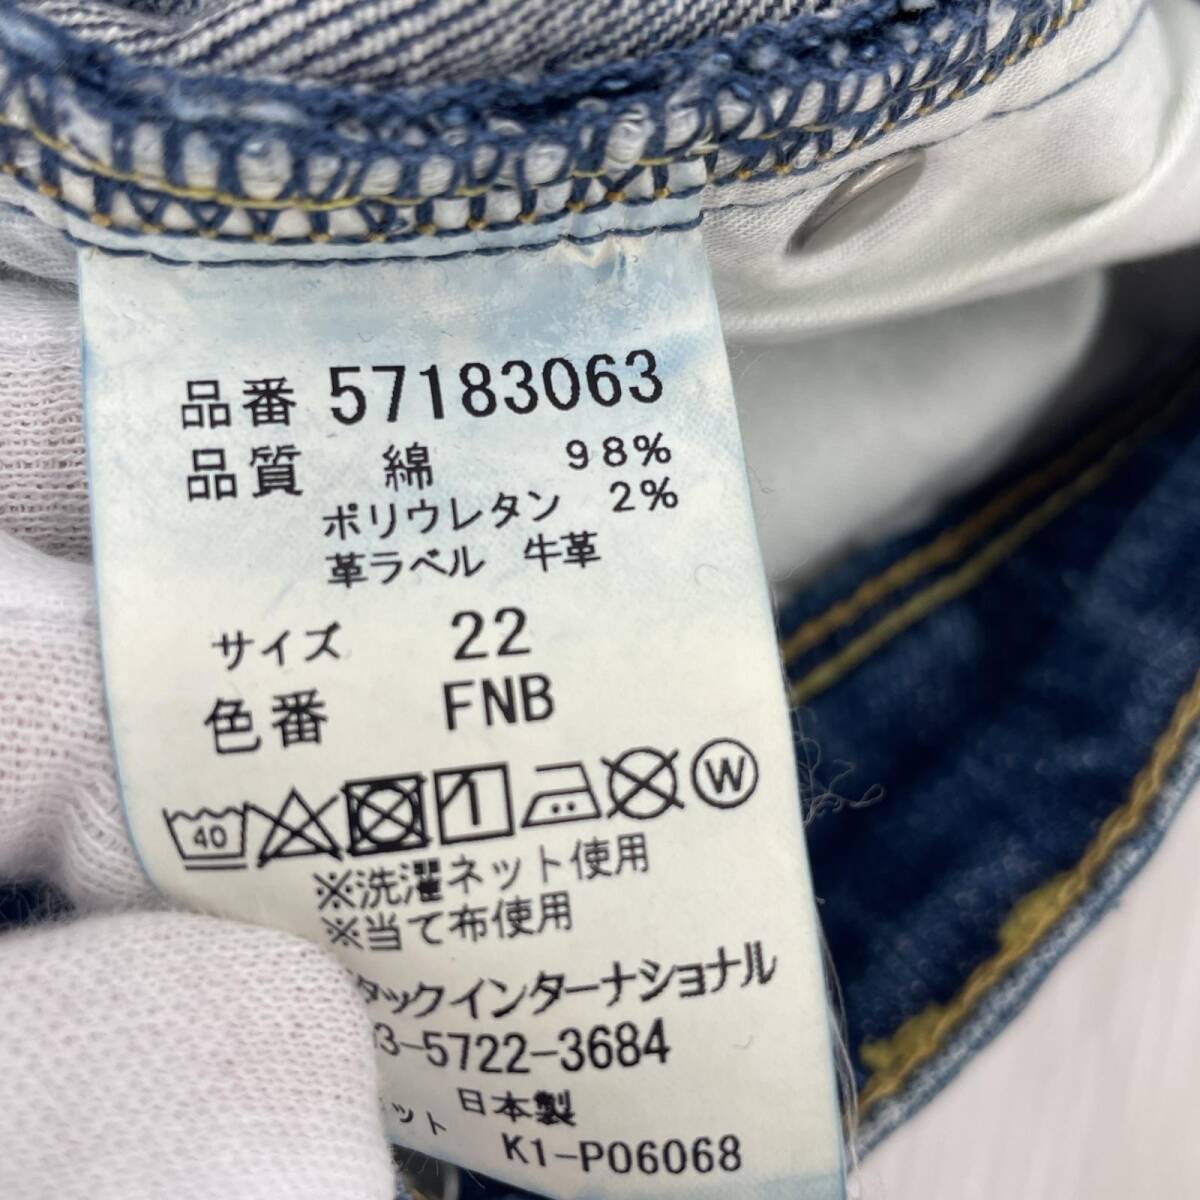 品番 57183063
品質 綿 98%
ポリウレタン 2%
革ラベル 牛革
サイズ 22
色番 FNB
40 W
※洗濯ネット使用
※当て布使用
タックインターナショナル
3-5722-3684
ット 日本製
K1-P06068